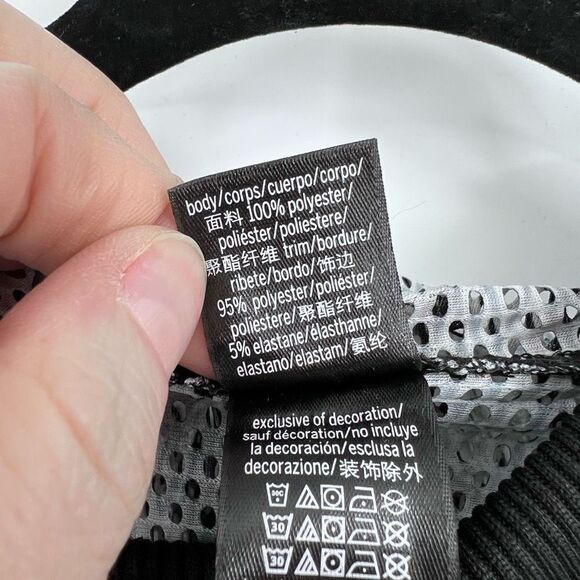 body/corps/cuerpo/corpo/
面料 100% polyester/
poliéster/poliestere/
聚酯纤维 trim/bordure/
ribete/bordo/饰边
95% polyester/poliéster/
poliestere/聚酯纤维
5% elastane/élasthanne/
elastano/elastam/氨纶
exclusive of decoration/
sauf décoration/no incluye
la decoración/esclusa la
decorazione/装饰除外
30
30